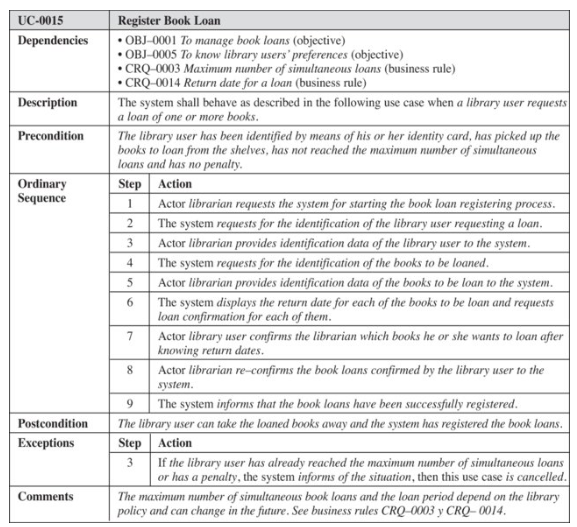 UC-0015
Register Book Loan
Dependencies
• OBJ–0001 To manage book loans (objective)
• OBJ–0005 To know library users' preferences (objective)
• CRQ–0003 Maximum number of simultaneous loans (business rule)
• CRQ–0014 Return date for a loan (business rule)
Description
The system shall behave as described in the following use case when a library user requests
a loan of one or more books.
Precondition
The library user has been identified by means of his or her identity card, has picked up the
books to loan from the shelves, has not reached the maximum number of simultaneous
loans and has no penalty.
Ordinary
Sequence
Step Action
1 Actor librarian requests the system for starting the book loan registering process.
2 The system requests for the identification of the library user requesting a loan.
3 Actor librarian provides identification data of the library user to the system.
4 The system requests for the identification of the books to be loaned.
5 Actor librarian provides identification data of the books to be loan to the system.
6 The system displays the return date for each of the books to be loan and requests
loan confirmation for each of them.
7 Actor library user confirms the librarian which books he or she wants to loan after
knowing return dates.
8 Actor librarian re–confirms the book loans confirmed by the library user to the
system.
9 The system informs that the book loans have been successfully registered.
Postcondition
The library user can take the loaned books away and the system has registered the book loans.
Exceptions
Step Action
3 If the library user has already reached the maximum number of simultaneous loans
or has a penalty, the system informs of the situation, then this use case is cancelled.
Comments
The maximum number of simultaneous book loans and the loan period depend on the library
policy and can change in the future. See business rules CRQ–0003 y CRQ– 0014.